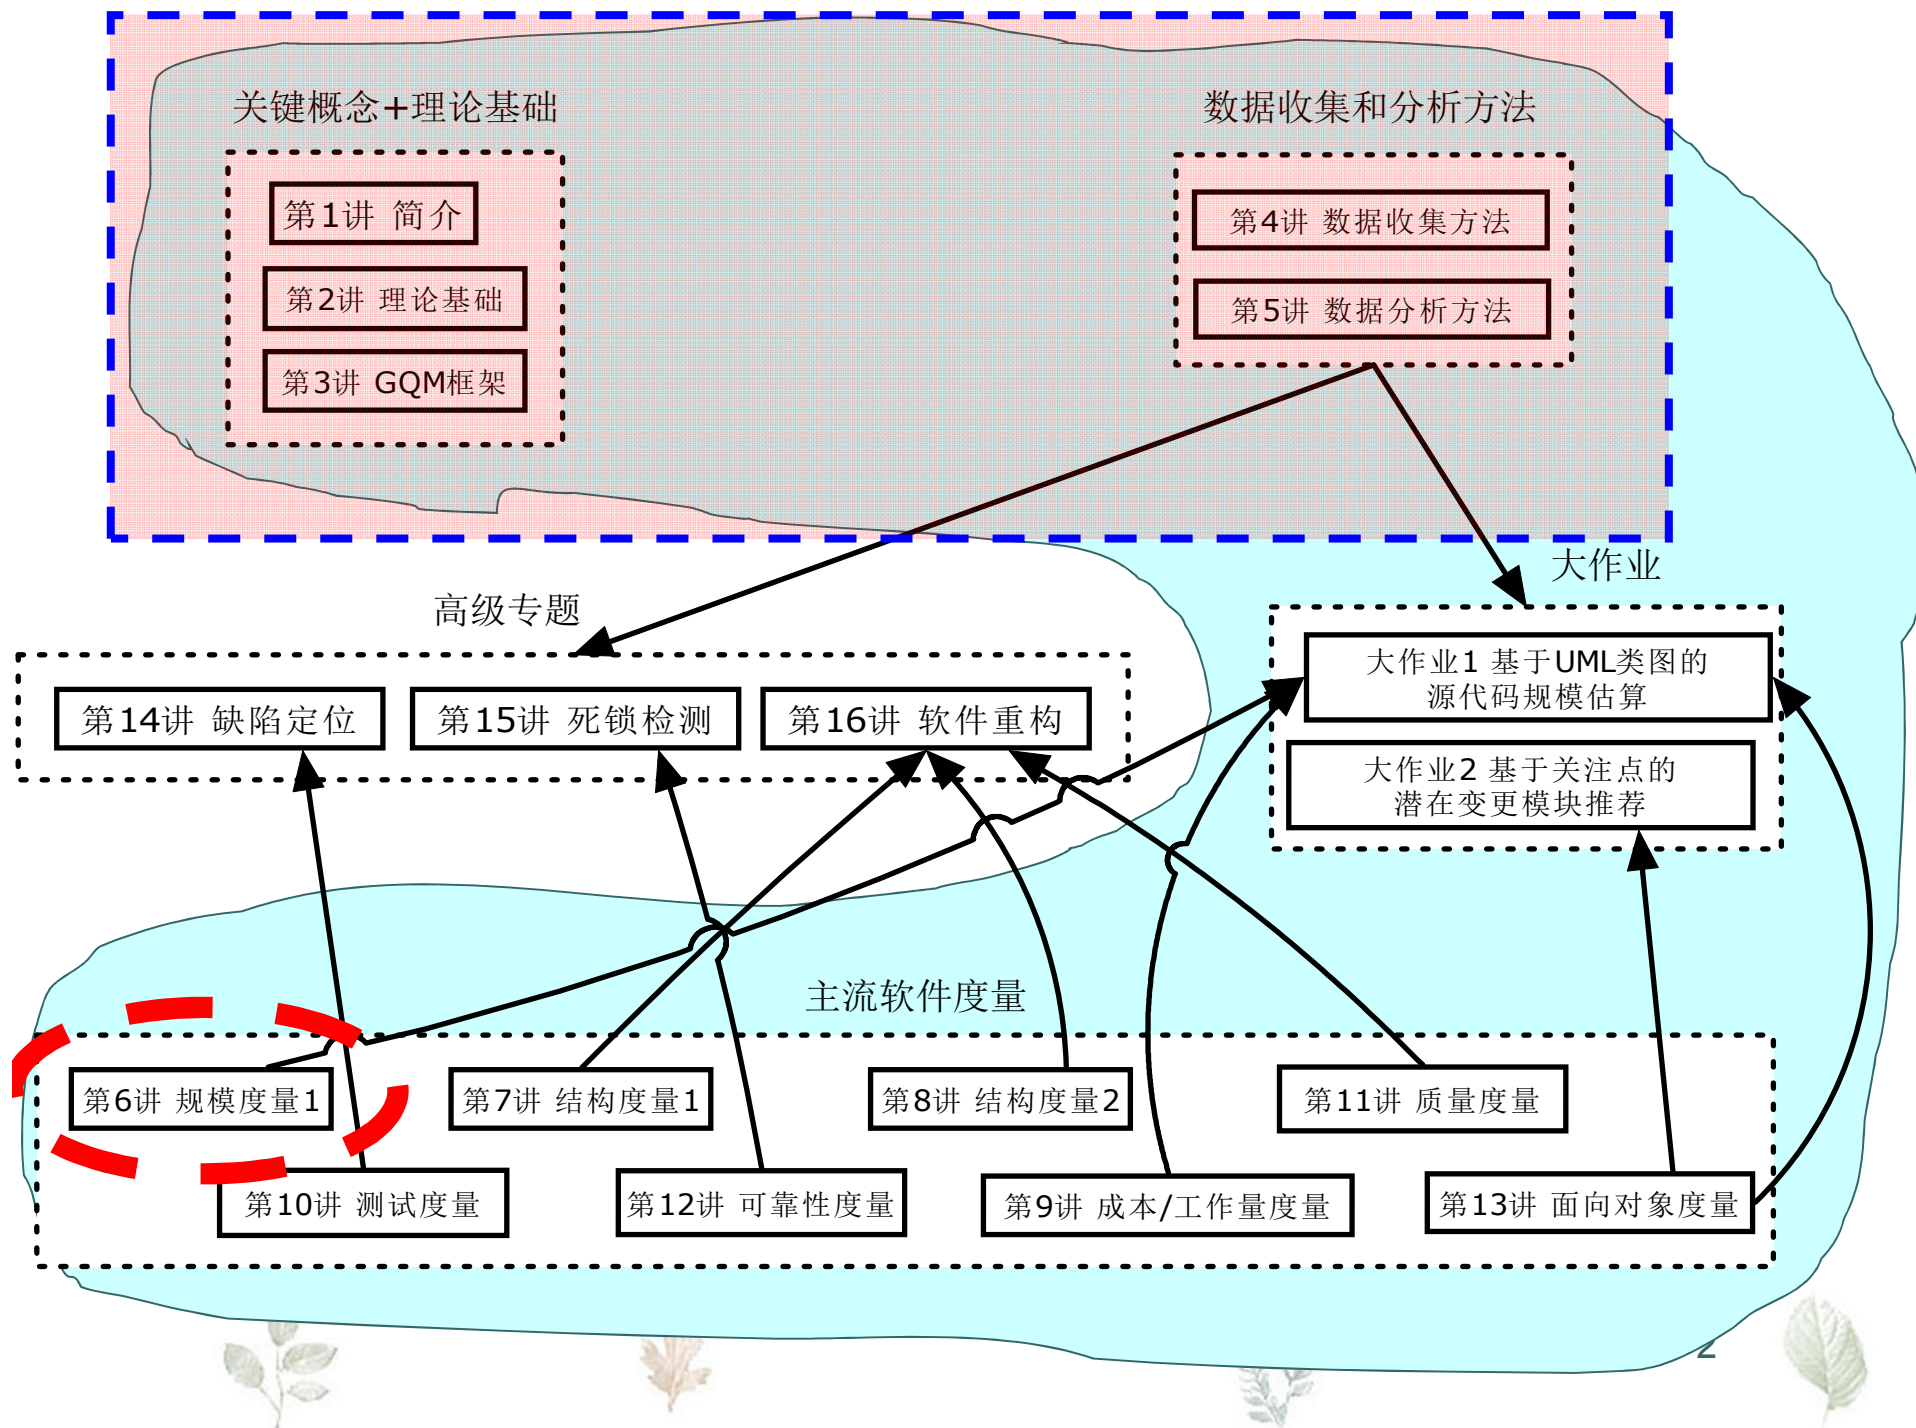 关键概念+理论基础
数据收集和分析方法
第1讲 简介
第2讲 理论基础
第3讲 GQM框架
第4讲 数据收集方法
第5讲 数据分析方法
高级专题
大作业
第14讲 缺陷定位
第15讲 死锁检测
第16讲 软件重构
大作业1 基于UML类图的
源代码规模估算
大作业2 基于关注点的
潜在变更模块推荐
主流软件度量
第6讲 规模度量1
第7讲 结构度量1
第8讲 结构度量2
第11讲 质量度量
第10讲 测试度量
第12讲 可靠性度量
第9讲 成本/工作量度量
第13讲 面向对象度量
2